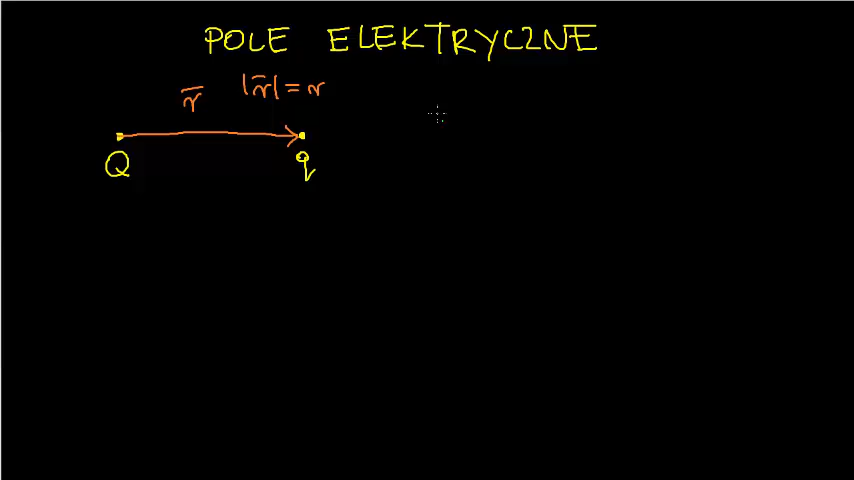 POLE ELEKTRYCZNE
r̅ |r̅| = r
Q q